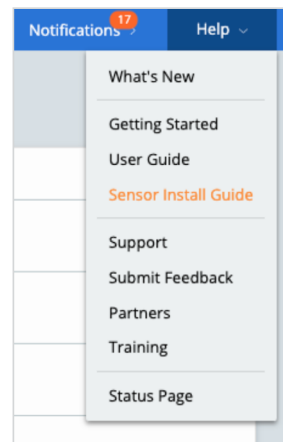 Notifications 17 Help
What's New
Getting Started
User Guide
Sensor Install Guide
Support
Submit Feedback
Partners
Training
Status Page